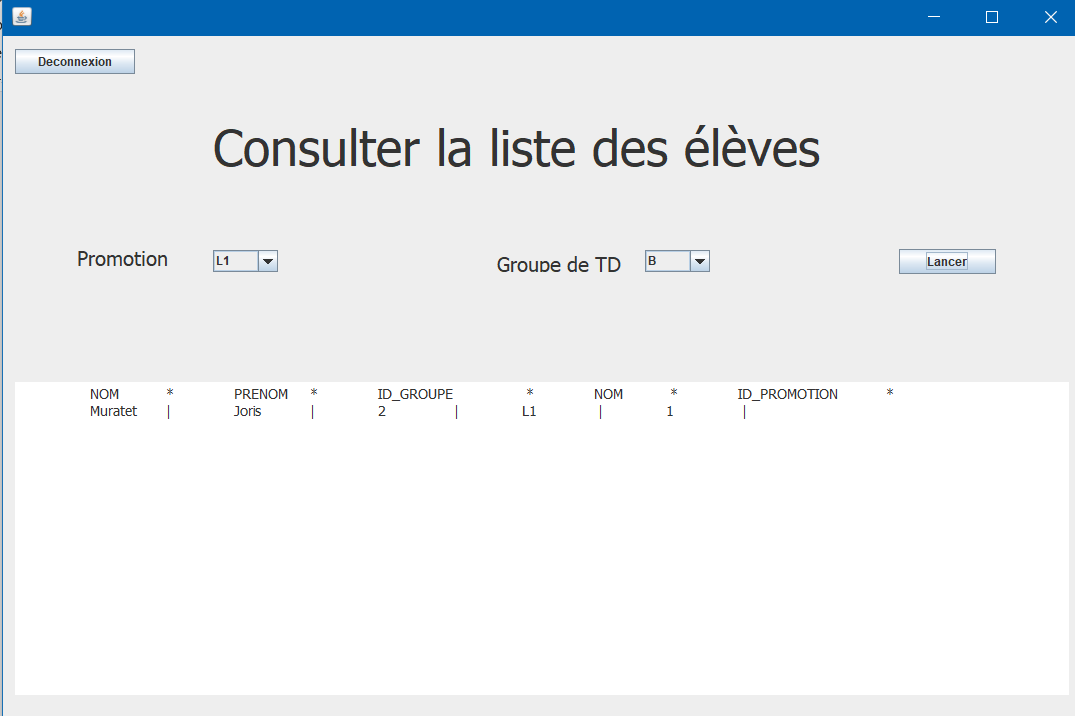 Deconnexion
Consulter la liste des élèves
Promotion L1 Groupe de TD B Lancer
NOM * PRENOM * ID_GROUPE * NOM * ID_PROMOTION *
Muratet | Joris | 2 | L1 | 1 |